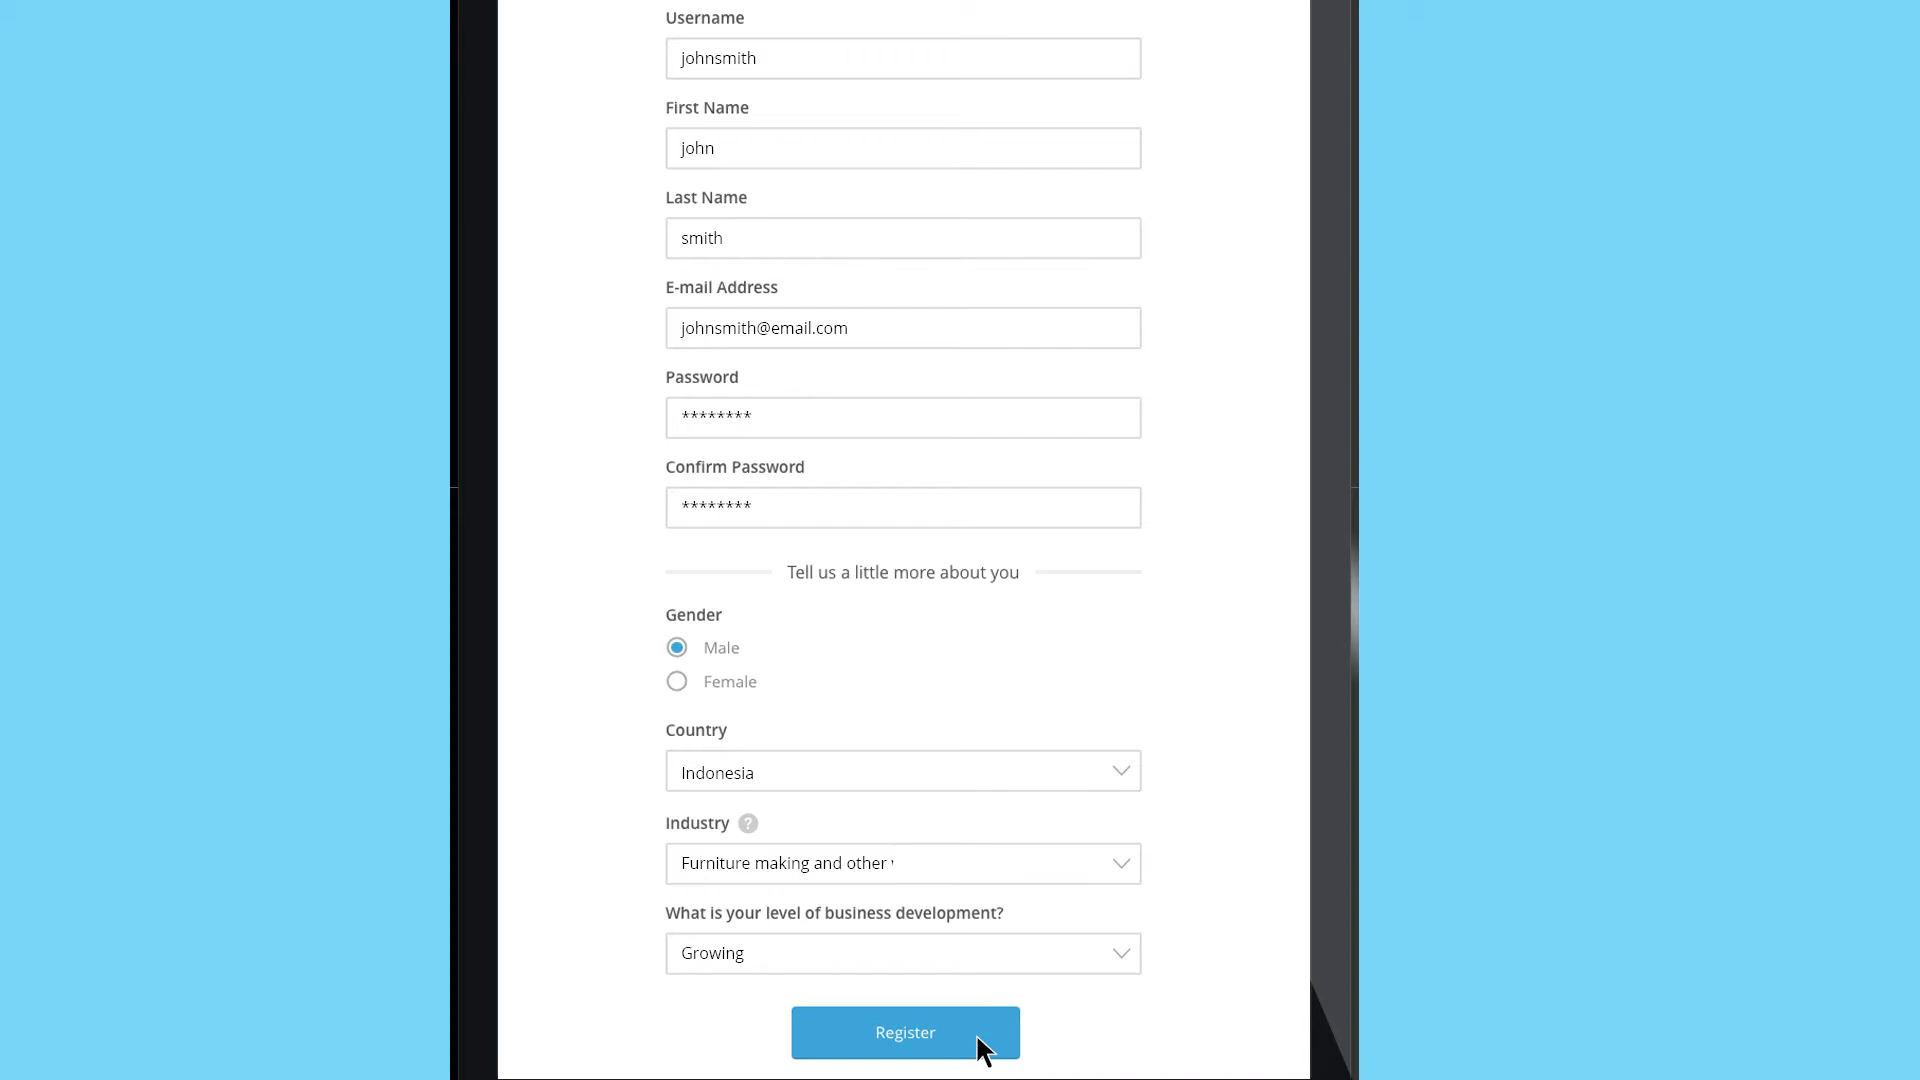 Username
johnsmith
First Name
john
Last Name
smith
E-mail Address
johnsmith@email.com
Password
********
Confirm Password
********
Tell us a little more about you
Gender
Male
Female
Country
Indonesia
Industry ?
Furniture making and other
What is your level of business development?
Growing
Register